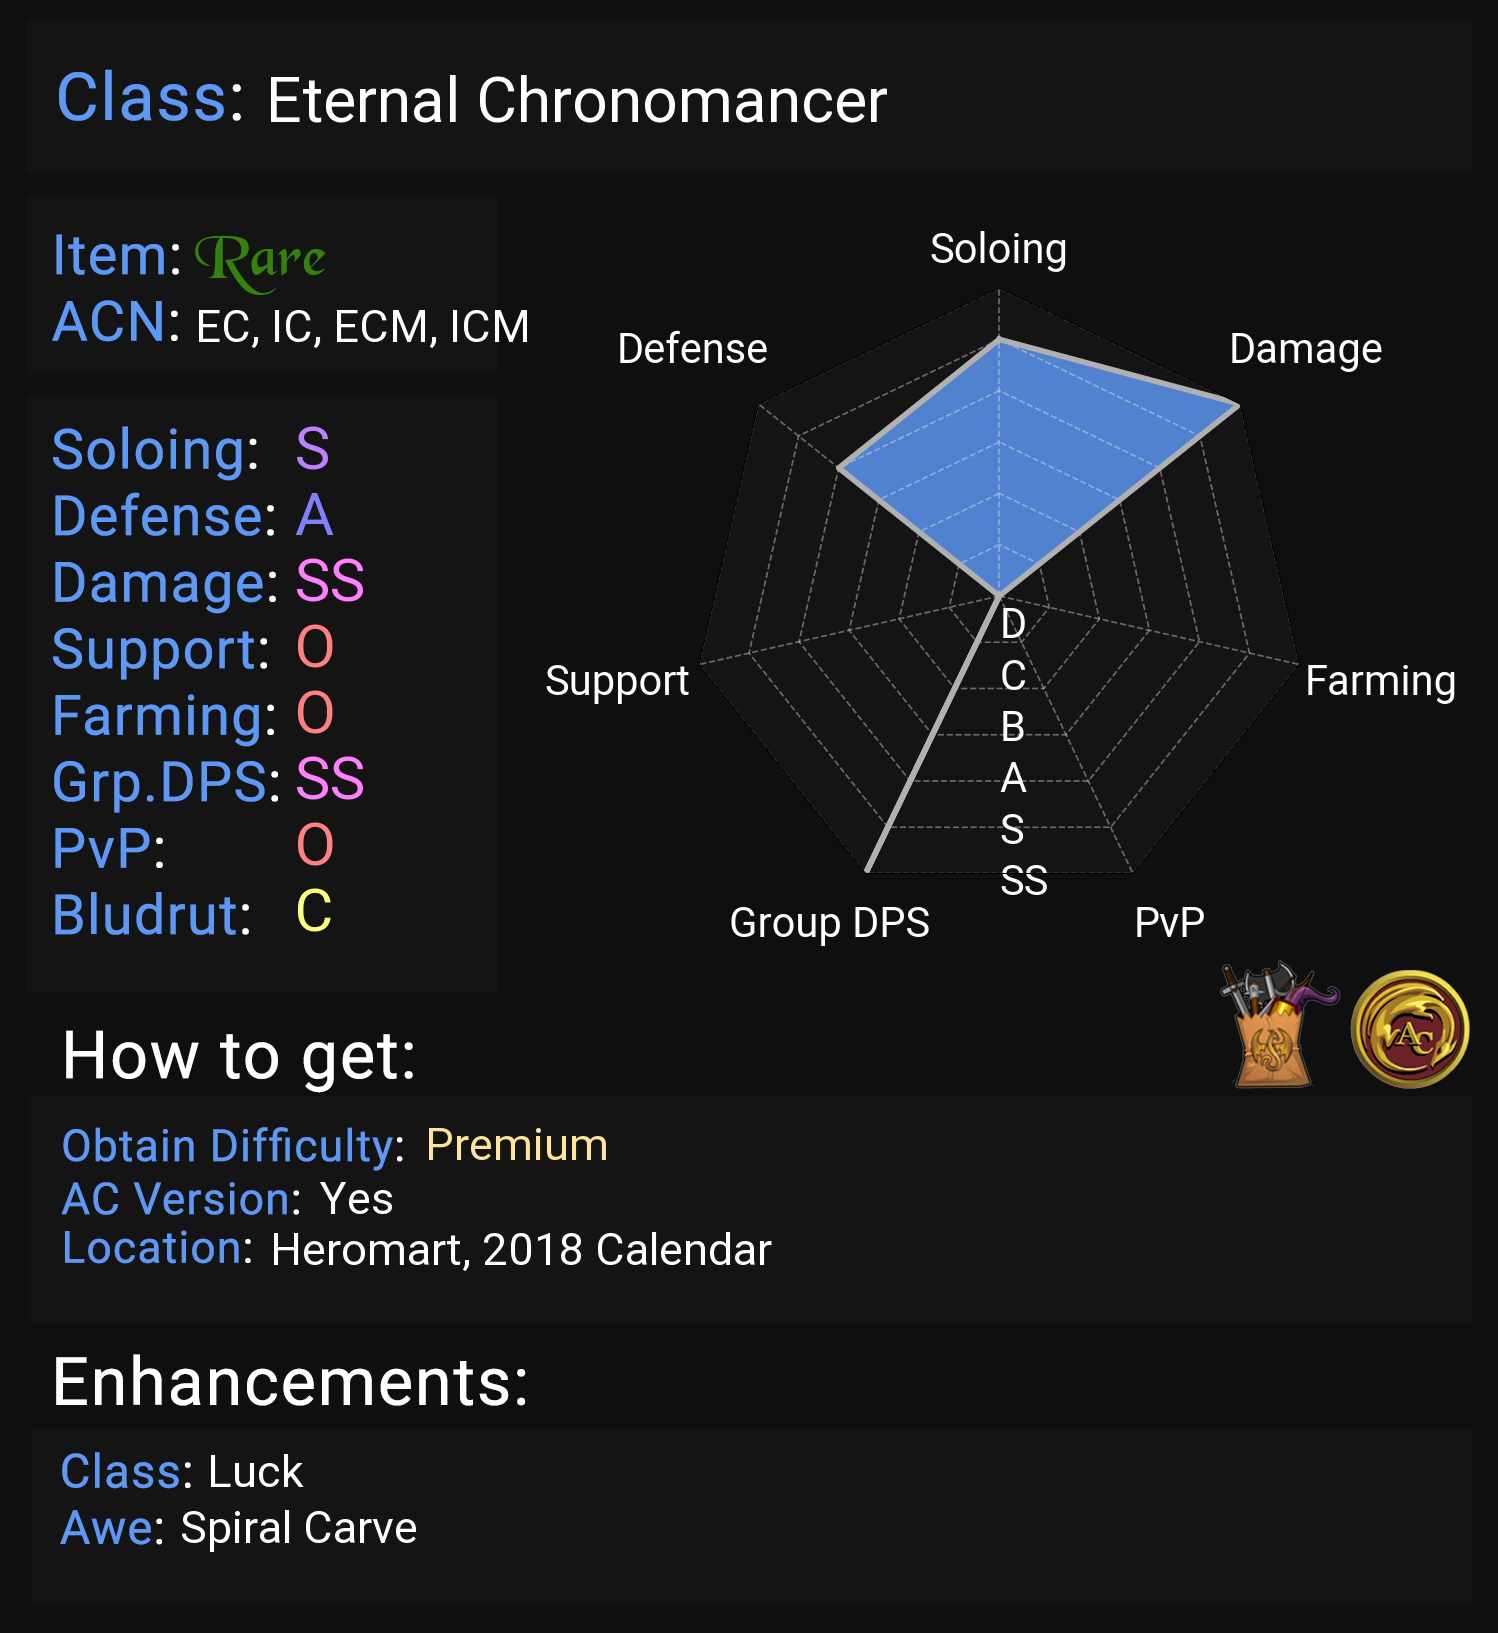 Class: Eternal Chronomancer
Item: Rare
ACN: EC, IC, ECM, ICM
Soloing: S
Defense: A
Damage: SS
Support: O
Farming: O
Grp.DPS: SS
PvP: O
Bludrut: C
Soloing
Defense
Damage
Support
Farming
D
C
B
A
S
SS
Group DPS
PvP
How to get:
AC
Obtain Difficulty: Premium
AC Version: Yes
Location: Heromart, 2018 Calendar
Enhancements:
Class: Luck
Awe: Spiral Carve